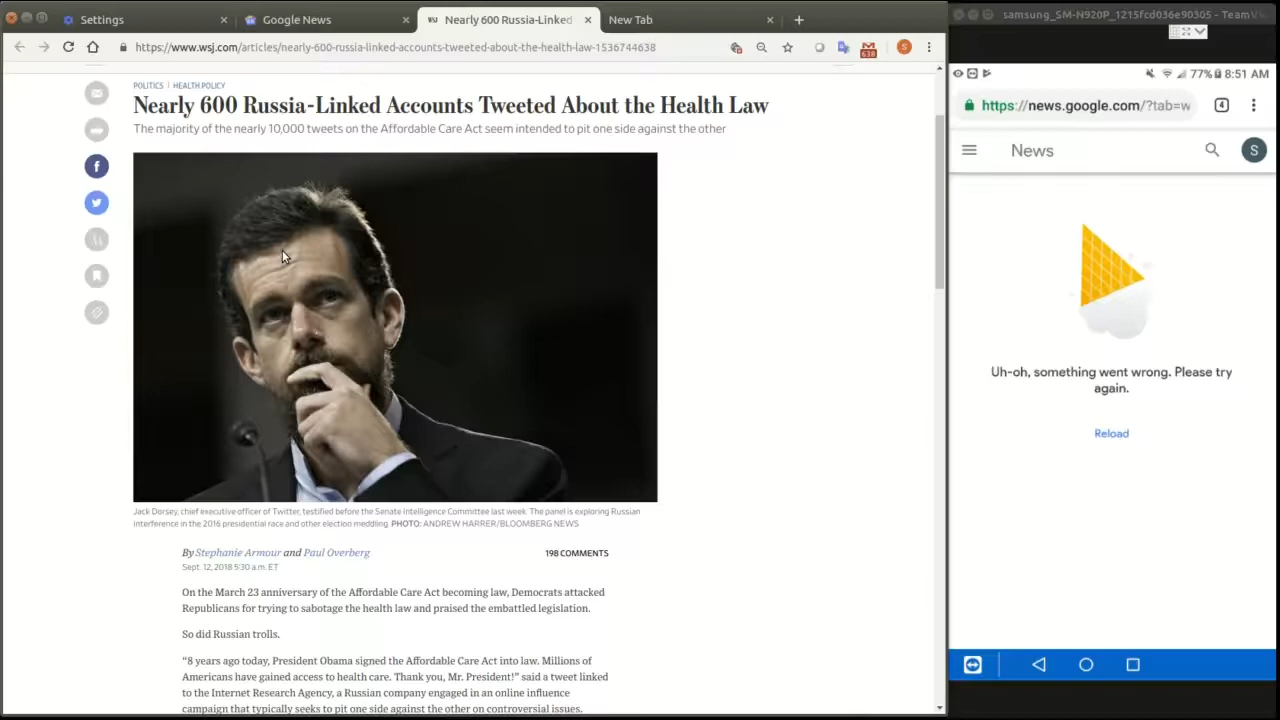 Settings
Google News
Nearly 600 Russia-Linked
New Tab
https://www.wsj.com/articles/nearly-600-russia-linked-accounts-tweeted-about-the-health-law-1536744638
638
S
POLITICS | HEALTH POLICY
Nearly 600 Russia-Linked Accounts Tweeted About the Health Law
The majority of the nearly 10,000 tweets on the Affordable Care Act seem intended to pit one side against the other
Jack Dorsey, chief executive officer of Twitter, testified before the Senate Intelligence Committee last week. The panel is exploring Russian
interference in the 2016 presidential race and other election meddling. PHOTO: ANDREW HARRER/BLOOMBERG NEWS
By Stephanie Armour and Paul Overberg
198 COMMENTS
Sept. 12, 2018 5:30 a.m. ET
On the March 23 anniversary of the Affordable Care Act becoming law, Democrats attacked
Republicans for trying to sabotage the health law and praised the embattled legislation.
So did Russian trolls.
“8 years ago today, President Obama signed the Affordable Care Act into law. Millions of
Americans have gained access to health care. Thank you, Mr. President!” said a tweet linked
to the Internet Research Agency, a Russian company engaged in an online influence
campaign that typically seeks to pit one side against the other on controversial issues.
samsung_SM-N920P_1215fcd036e90305 - TeamV
77% 8:51 AM
https://news.google.com/?tab=w
4
News
S
Uh-oh, something went wrong. Please try
again.
Reload